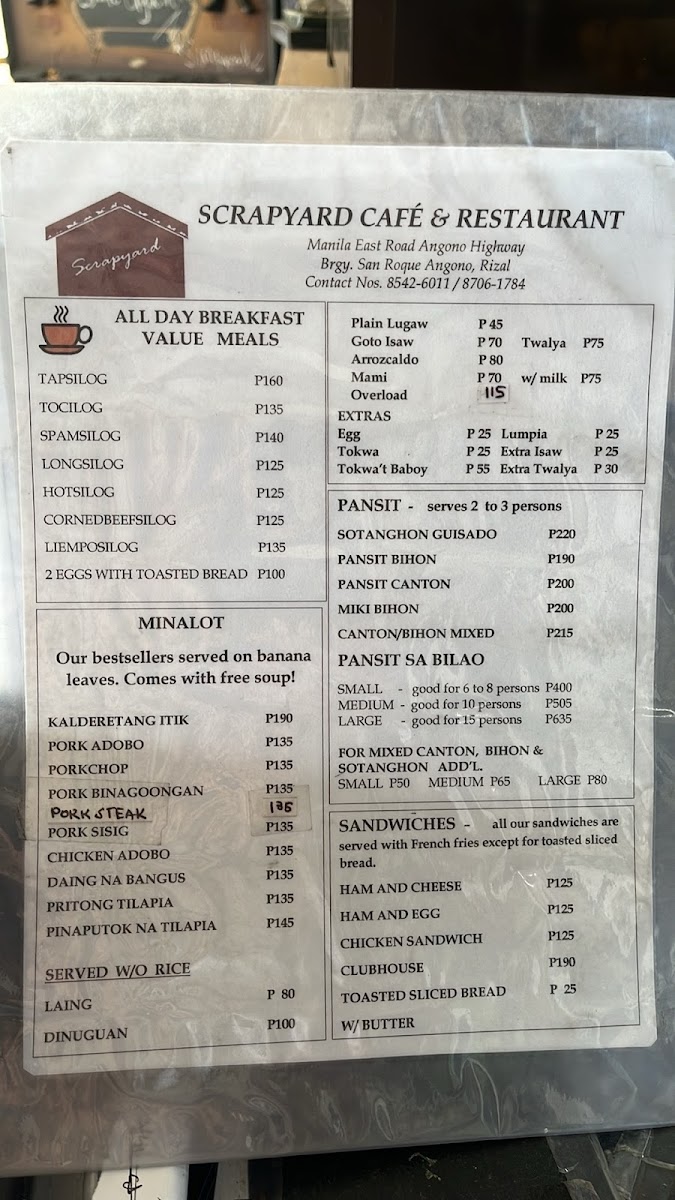 Scrapyard
SCRAPYARD CAFÉ & RESTAURANT
Manila East Road Angono Highway
Brgy. San Roque Angono, Rizal
Contact Nos. 8542-6011 / 8706-1784
ALL DAY BREAKFAST
VALUE MEALS
TAPSILOG P160
TOCILOG P135
SPAMSILOG P140
LONGSILOG P125
HOTSILOG P125
CORNEDBEEFSILOG P125
LIEMPOSILOG P135
2 EGGS WITH TOASTED BREAD P100
MINALOT
Our bestsellers served on banana
leaves. Comes with free soup!
KALDERETANG ITIK P190
PORK ADOBO P135
PORKCHOP P135
PORK BINAGOONGAN P135
PORK STEAK 135
PORK SISIG P135
CHICKEN ADOBO P135
DAING NA BANGUS P135
PRITONG TILAPIA P135
PINAPUTOK NA TILAPIA P145
SERVED W/O RICE
LAING P 80
DINUGUAN P100
Plain Lugaw P 45
Goto Isaw P 70 Twalya P75
Arrozcaldo P 80
Mami P 70 w/ milk P75
Overload 115
EXTRAS
Egg P 25 Lumpia P 25
Tokwa P 25 Extra Isaw P 25
Tokwa't Baboy P 55 Extra Twalya P 30
PANSIT - serves 2 to 3 persons
SOTANGHON GUISADO P220
PANSIT BIHON P190
PANSIT CANTON P200
MIKI BIHON P200
CANTON/BIHON MIXED P215
PANSIT SA BILAO
SMALL - good for 6 to 8 persons P400
MEDIUM - good for 10 persons P505
LARGE - good for 15 persons P635
FOR MIXED CANTON, BIHON &
SOTANGHON ADD'L.
SMALL P50 MEDIUM P65 LARGE P80
SANDWICHES - all our sandwiches are
served with French fries except for toasted sliced
bread.
HAM AND CHEESE P125
HAM AND EGG P125
CHICKEN SANDWICH P125
CLUBHOUSE P190
TOASTED SLICED BREAD P 25
W/ BUTTER